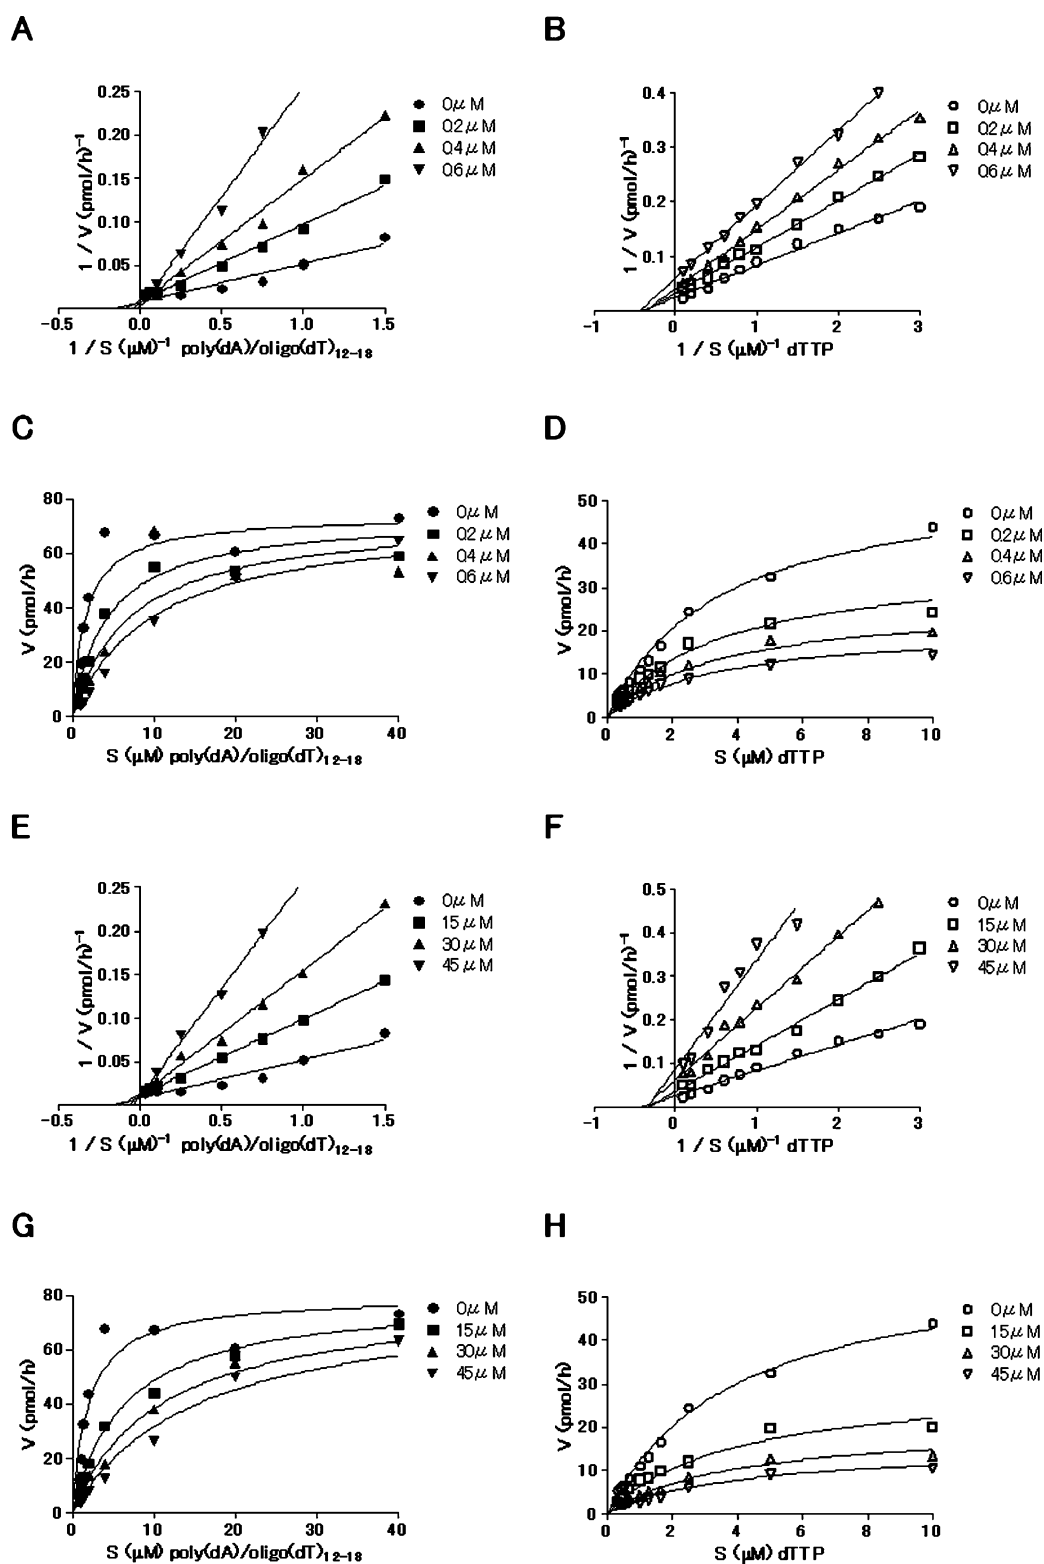 A
B
0.25
0.20
0.15
0.10
0.05
1 / V (pmol/h)⁻¹
-0.5
0.0
0.5
1.0
1.5
1 / S (μM)⁻¹ poly(dA)/oligo(dT)₁₂₋₁₈
0μM
0.2μM
0.4μM
0.6μM
0.4
0.3
0.2
0.1
1 / V (pmol/h)⁻¹
-1
0
1
2
3
1 / S (μM)⁻¹ dTTP
0μM
0.2μM
0.4μM
0.6μM
C
D
80
60
40
20
0
V (pmol/h)
0
10
20
30
40
S (μM) poly(dA)/oligo(dT)₁₂₋₁₈
0μM
0.2μM
0.4μM
0.6μM
50
40
30
20
10
0
V (pmol/h)
0
2
4
6
8
10
S (μM) dTTP
0μM
0.2μM
0.4μM
0.6μM
E
F
0.25
0.20
0.15
0.10
0.05
1 / V (pmol/h)⁻¹
-0.5
0.0
0.5
1.0
1.5
1 / S (μM)⁻¹ poly(dA)/oligo(dT)₁₂₋₁₈
0μM
15μM
30μM
45μM
0.5
0.4
0.3
0.2
0.1
1 / V (pmol/h)⁻¹
-1
0
1
2
3
1 / S (μM)⁻¹ dTTP
0μM
15μM
30μM
45μM
G
H
80
60
40
20
0
V (pmol/h)
0
10
20
30
40
S (μM) poly(dA)/oligo(dT)₁₂₋₁₈
0μM
15μM
30μM
45μM
50
40
30
20
10
0
V (pmol/h)
0
2
4
6
8
10
S (μM) dTTP
0μM
15μM
30μM
45μM